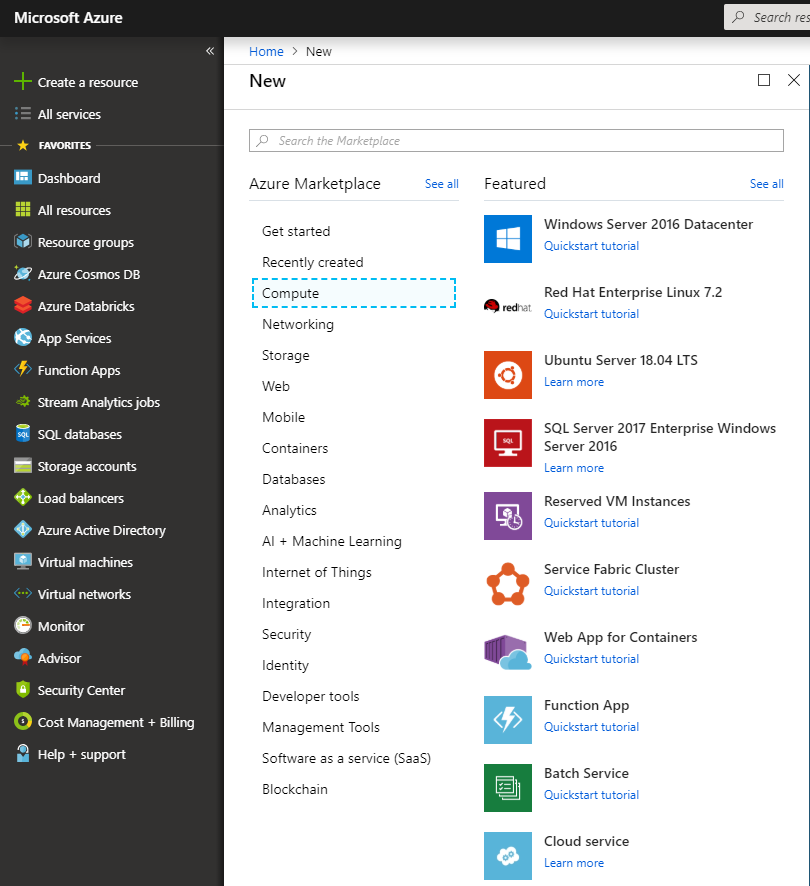 Microsoft Azure
Search res
«
Home > New
New
Create a resource
All services
FAVORITES
Dashboard
All resources
Resource groups
Azure Cosmos DB
Azure Databricks
App Services
Function Apps
Stream Analytics jobs
SQL databases
Storage accounts
Load balancers
Azure Active Directory
Virtual machines
Virtual networks
Monitor
Advisor
Security Center
Cost Management + Billing
Help + support
Search the Marketplace
Azure Marketplace
See all
Get started
Recently created
Compute
Networking
Storage
Web
Mobile
Containers
Databases
Analytics
AI + Machine Learning
Internet of Things
Integration
Security
Identity
Developer tools
Management Tools
Software as a service (SaaS)
Blockchain
Featured
See all
Windows Server 2016 Datacenter
Quickstart tutorial
redhat.
Red Hat Enterprise Linux 7.2
Quickstart tutorial
Ubuntu Server 18.04 LTS
Learn more
SQL
SQL Server 2017 Enterprise Windows
Server 2016
Learn more
Reserved VM Instances
Quickstart tutorial
Service Fabric Cluster
Quickstart tutorial
Web App for Containers
Quickstart tutorial
Function App
Quickstart tutorial
Batch Service
Quickstart tutorial
Cloud service
Learn more